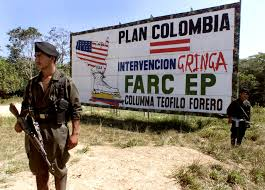 PLAN COLOMBIA
INTERVENCION GRINGA
FARC EP
COLUMNA TEOFILO FORERO